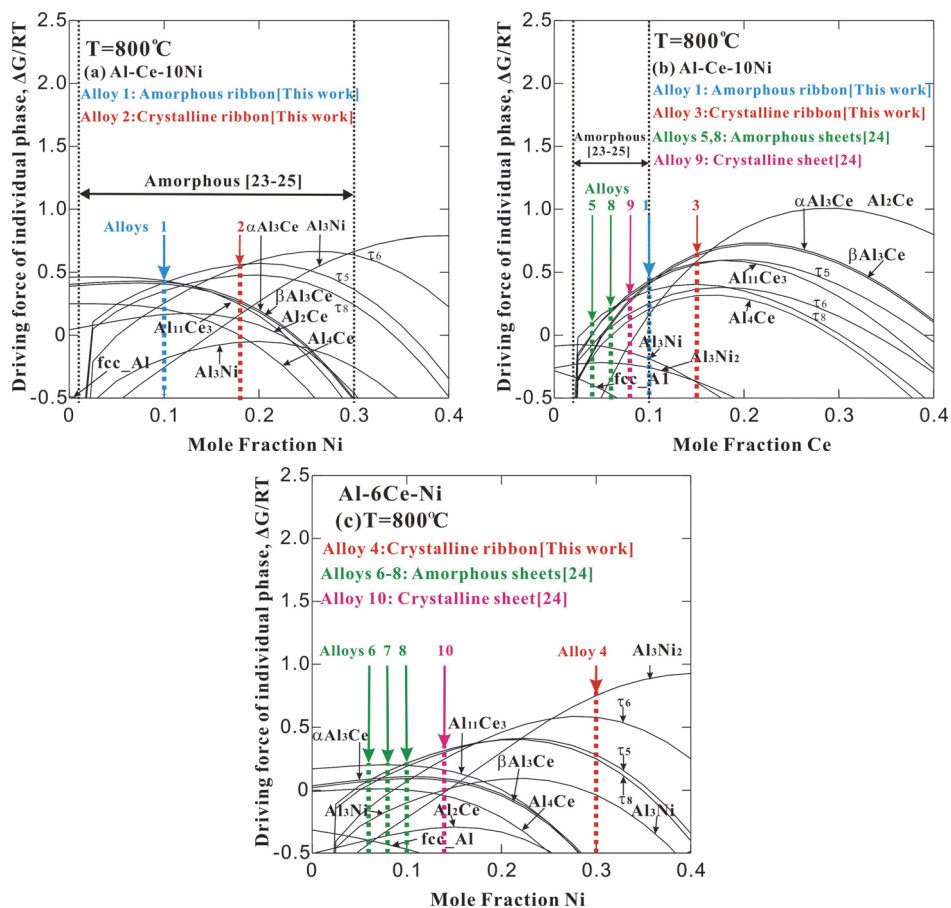 2.5
2.0
1.5
1.0
0.5
0
-0.5
Driving force of individual phase, ΔG/RT
T=800℃
(a) Al-Ce-10Ni
Alloy 1: Amorphous ribbon[This work]
Alloy 2:Crystalline ribbon[This work]
Amorphous [23-25]
Alloys 1 2 αAl3Ce Al3Ni
τ6
τ5
βAl3Ce
τ8
Al11Ce3 Al2Ce
Al4Ce
fcc_Al Al3Ni
0 0.1 0.2 0.3 0.4
Mole Fraction Ni
2.5
2.0
1.5
1.0
0.5
0
-0.5
Driving force of individual phase, ΔG/RT
T=800℃
(b) Al-Ce-10Ni
Alloy 1: Amorphous ribbon[This work]
Alloy 3: Crystalline ribbon[This work]
Alloys 5,8: Amorphous sheets[24]
Alloy 9: Crystalline sheet[24]
Amorphous
[23-25]
Alloys
5 8 9 1 3
αAl3Ce Al2Ce
βAl3Ce
Al11Ce3 τ5
τ6
Al4Ce τ8
Al3Ni
Al3Ni2
fcc_Al
0 0.1 0.2 0.3 0.4
Mole Fraction Ce
2.5
2.0
1.5
1.0
0.5
0
-0.5
Driving force of individual phase, ΔG/RT
Al-6Ce-Ni
(c)T=800℃
Alloy 4:Crystalline ribbon[This work]
Alloys 6-8: Amorphous sheets[24]
Alloy 10: Crystalline sheet[24]
Alloys 6 7 8 10 Alloy 4 Al3Ni2
τ6
αAl3Ce Al11Ce3
τ5
βAl3Ce
τ8
Al3Ni Al2Ce Al4Ce Al3Ni
fcc_Al
0 0.1 0.2 0.3 0.4
Mole Fraction Ni